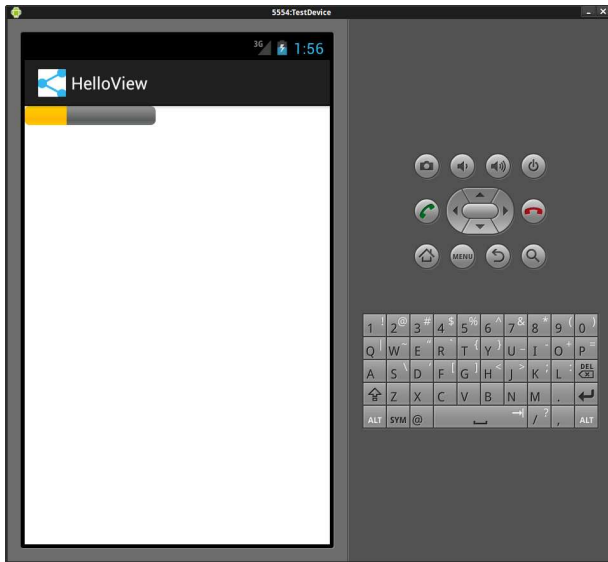 5554:TestDevice
3G 1:56
HelloView
MENU
1 ! 2 @ 3 # 4 $ 5 % 6 ^ 7 & 8 * 9 ( 0 )
Q | W ~ E " R ` T { Y } U _ I - O + P =
A S \ D ' F [ G ] H < J > K ; L : DEL
Z X C V B N M .
ALT SYM @ / ? , ALT